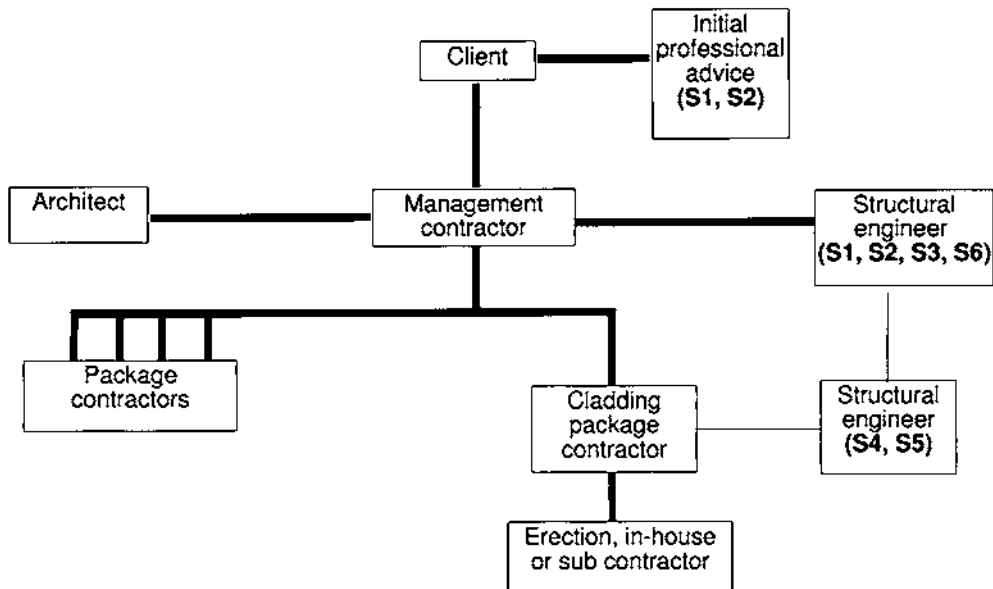 Client
Initial
professional
advice
(S1, S2)
Architect
Management
contractor
Structural
engineer
(S1, S2, S3, S6)
Package
contractors
Cladding
package
contractor
Structural
engineer
(S4, S5)
Erection, in-house
or sub contractor